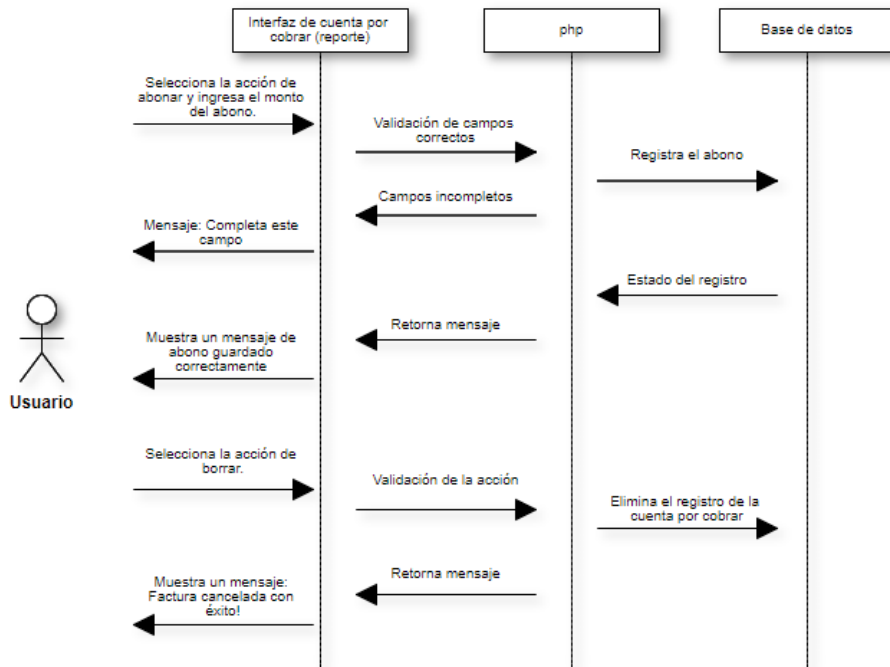 Interfaz de cuenta por
cobrar (reporte)
php
Base de datos
Selecciona la acción de
abonar y ingresa el monto
del abono.
Validación de campos
correctos
Registra el abono
Campos incompletos
Mensaje: Completa este
campo
Estado del registro
Retorna mensaje
Muestra un mensaje de
abono guardado
correctamente
Usuario
Selecciona la acción de
borrar.
Validación de la acción
Elimina el registro de la
cuenta por cobrar
Retorna mensaje
Muestra un mensaje:
Factura cancelada con
éxito!